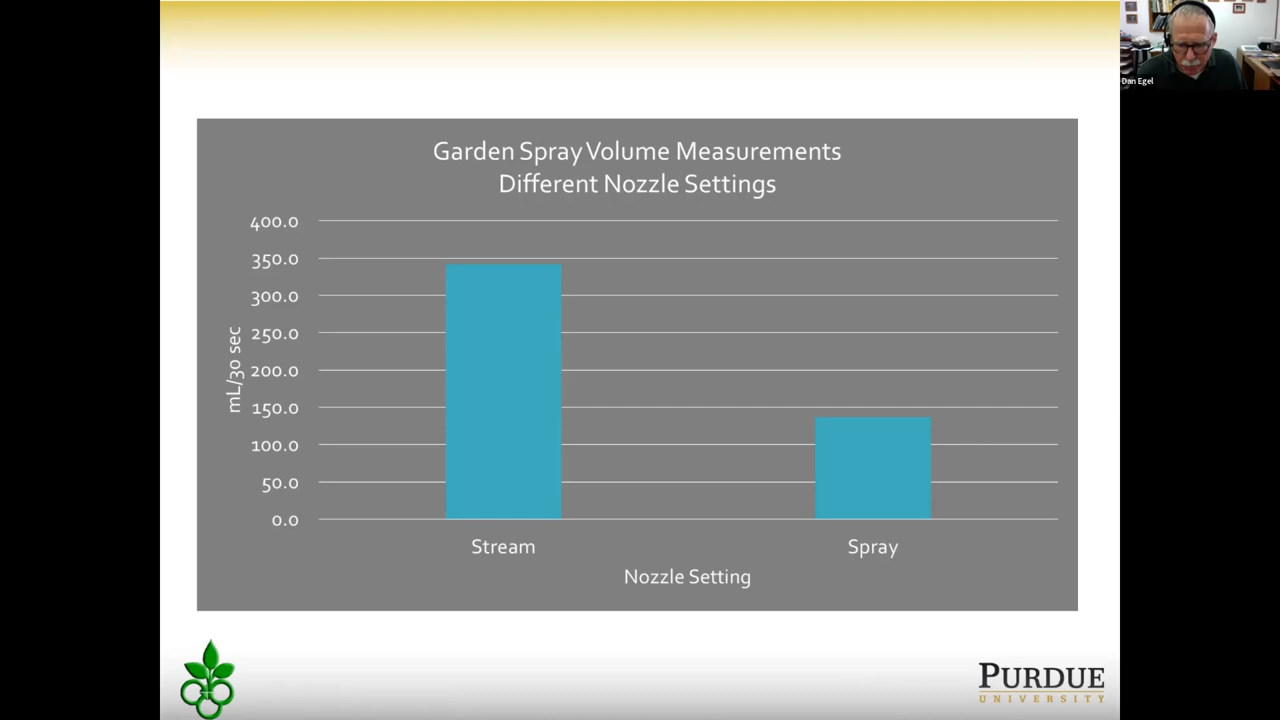 Dan Egel
Garden Spray Volume Measurements
Different Nozzle Settings
400.0
350.0
300.0
250.0
200.0
150.0
100.0
50.0
0.0
mL/30 sec
Stream
Spray
Nozzle Setting
PURDUE
UNIVERSITY